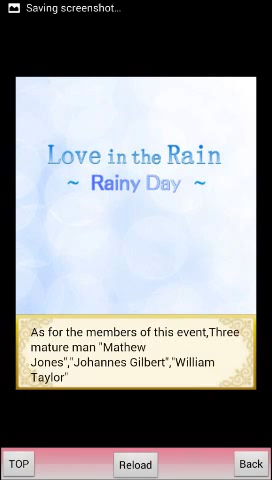 Saving screenshot...
Love in the Rain
~ Rainy Day ~
As for the members of this event,Three
mature man "Mathew
Jones","Johannes Gilbert","William
Taylor"
TOP
Reload
Back